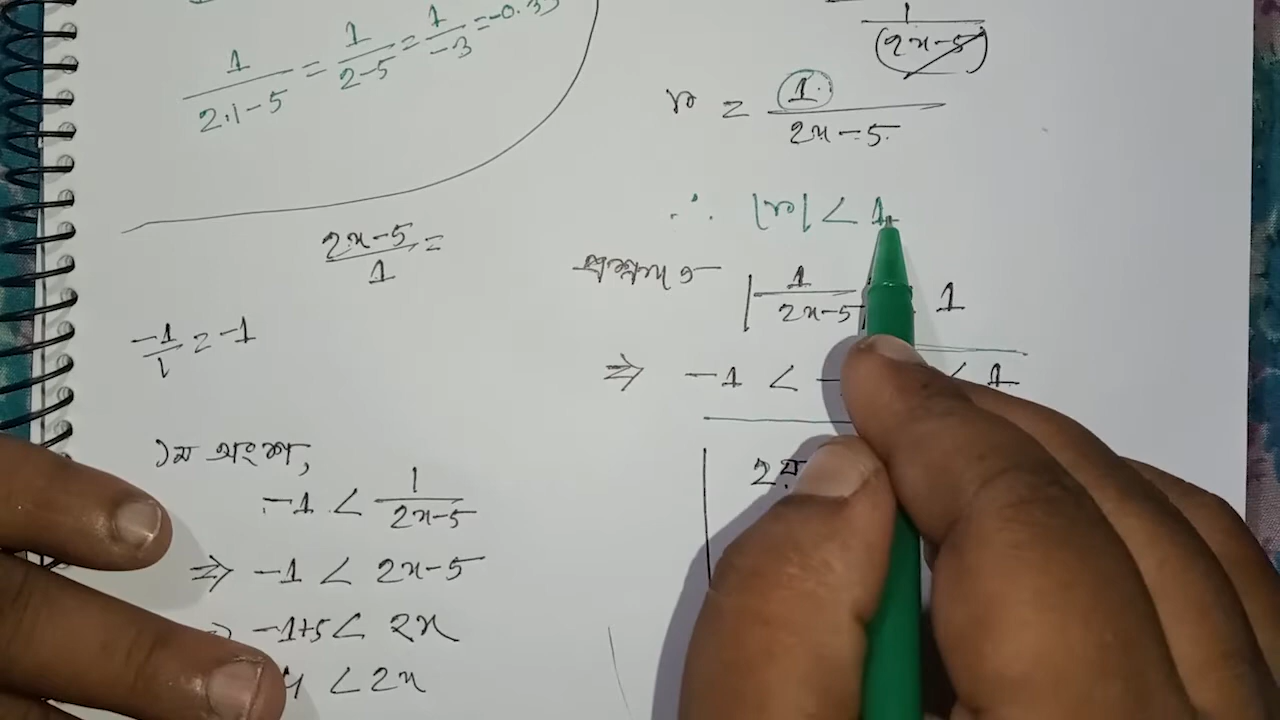 1/(2.1-5) = 1/(2-5) = 1/-3 = -0.33
(2x-5)/1 =
-1/1 = -1
১ম অংশ,
-1 < 1/(2x-5)
⇒ -1 < 2x-5
⇒ -1+5 < 2x
4 < 2x
1/(2x-5)
r = 1/(2x-5)
∴ |r| < 1
|1/(2x-5)| 1
⇒ -1 < < 1